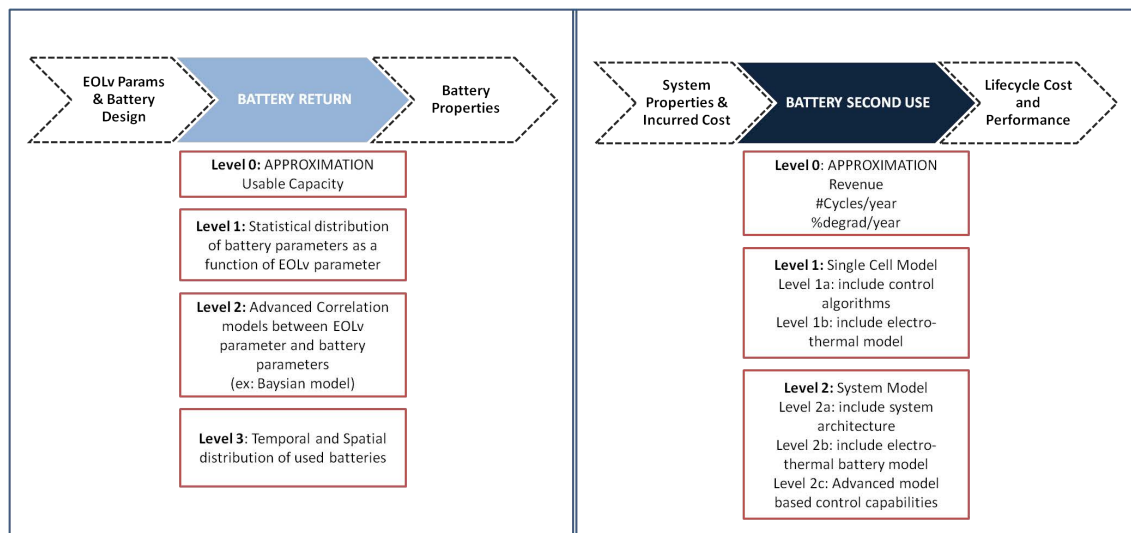 EOLv Params
& Battery
Design
BATTERY RETURN
Battery
Properties
Level 0: APPROXIMATION
Usable Capacity
Level 1: Statistical distribution
of battery parameters as a
function of EOLv parameter
Level 2: Advanced Correlation
models between EOLv
parameter and battery
parameters
(ex: Baysian model)
Level 3: Temporal and Spatial
distribution of used batteries
System
Properties &
Incurred Cost
BATTERY SECOND USE
Lifecycle Cost
and
Performance
Level 0: APPROXIMATION
Revenue
#Cycles/year
%degrad/year
Level 1: Single Cell Model
Level 1a: include control
algorithms
Level 1b: include electro-
thermal model
Level 2: System Model
Level 2a: include system
architecture
Level 2b: include electro-
thermal battery model
Level 2c: Advanced model
based control capabilities